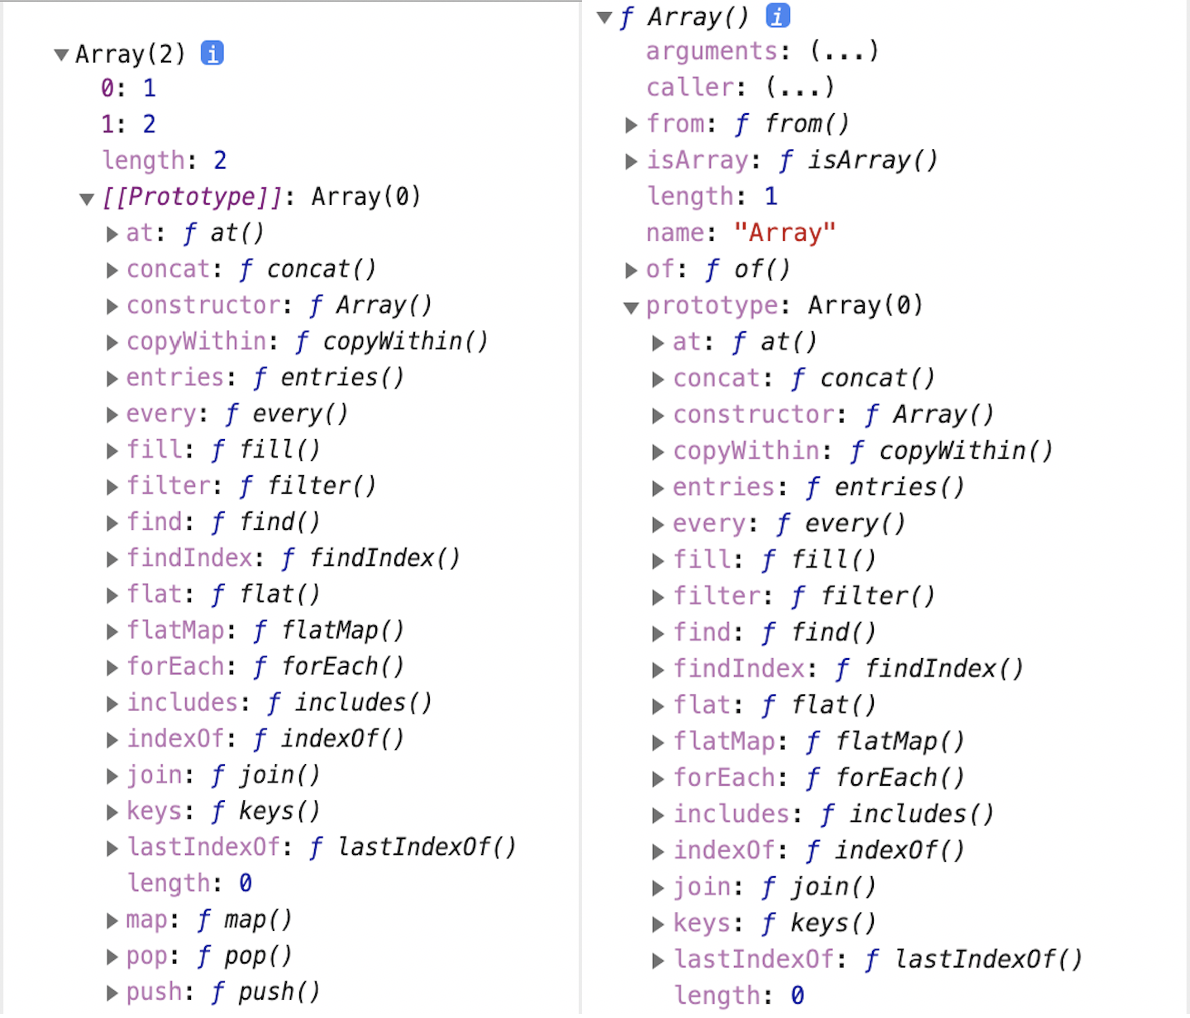 Array(2) i
0: 1
1: 2
length: 2
[[Prototype]]: Array(0)
at: ƒ at()
concat: ƒ concat()
constructor: ƒ Array()
copyWithin: ƒ copyWithin()
entries: ƒ entries()
every: ƒ every()
fill: ƒ fill()
filter: ƒ filter()
find: ƒ find()
findIndex: ƒ findIndex()
flat: ƒ flat()
flatMap: ƒ flatMap()
forEach: ƒ forEach()
includes: ƒ includes()
indexOf: ƒ indexOf()
join: ƒ join()
keys: ƒ keys()
lastIndexOf: ƒ lastIndexOf()
length: 0
map: ƒ map()
pop: ƒ pop()
push: ƒ push()
ƒ Array() i
arguments: (...)
caller: (...)
from: ƒ from()
isArray: ƒ isArray()
length: 1
name: "Array"
of: ƒ of()
prototype: Array(0)
at: ƒ at()
concat: ƒ concat()
constructor: ƒ Array()
copyWithin: ƒ copyWithin()
entries: ƒ entries()
every: ƒ every()
fill: ƒ fill()
filter: ƒ filter()
find: ƒ find()
findIndex: ƒ findIndex()
flat: ƒ flat()
flatMap: ƒ flatMap()
forEach: ƒ forEach()
includes: ƒ includes()
indexOf: ƒ indexOf()
join: ƒ join()
keys: ƒ keys()
lastIndexOf: ƒ lastIndexOf()
length: 0